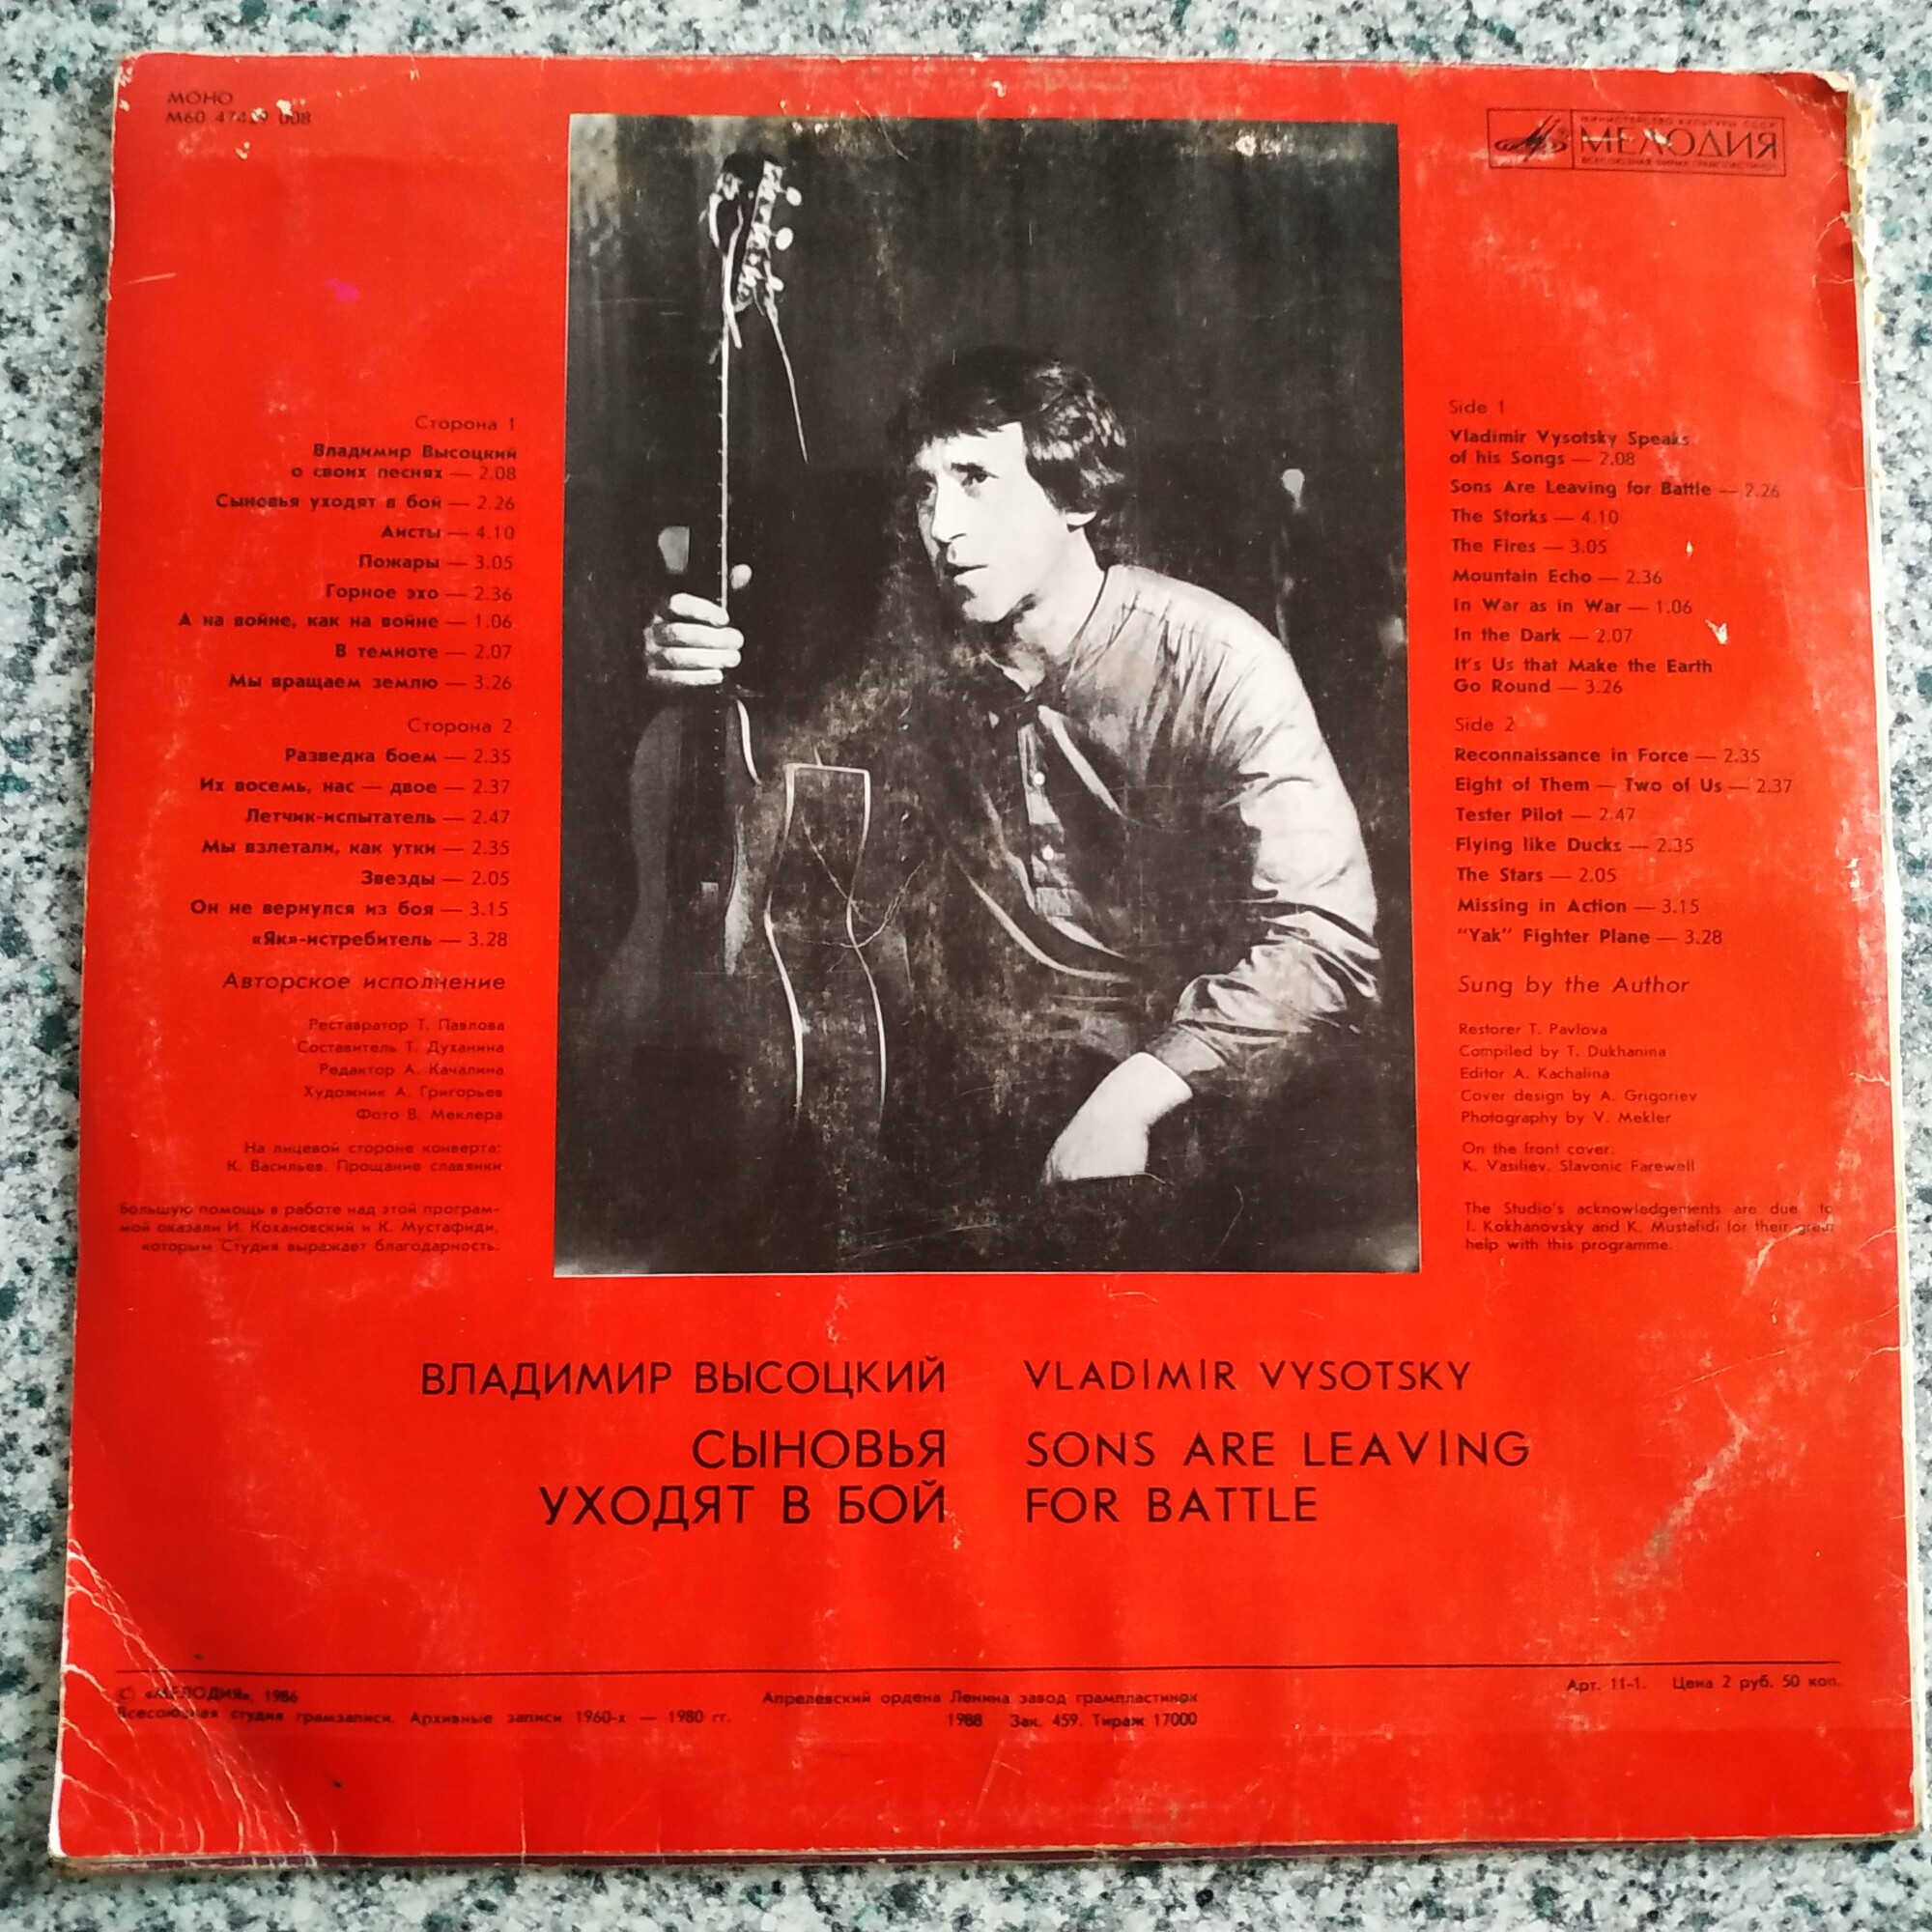 МОНО
М60 47429 008
МИНИСТЕРСТВО КУЛЬТУРЫ СССР
МЕЛОДИЯ
ВСЕСОЮЗНАЯ ФИРМА ГРАМПЛАСТИНОК
Сторона 1
Владимир Высоцкий
о своих песнях — 2.08
Сыновья уходят в бой — 2.26
Аисты — 4.10
Пожары — 3.05
Горное эхо — 2.36
А на войне, как на войне — 1.06
В темноте — 2.07
Мы вращаем землю — 3.26
Сторона 2
Разведка боем — 2.35
Их восемь, нас — двое — 2.37
Летчик-испытатель — 2.47
Мы взлетали, как утки — 2.35
Звезды — 2.05
Он не вернулся из боя — 3.15
«Як»-истребитель — 3.28
Авторское исполнение
Реставратор Т. Павлова
Составитель Т. Духанина
Редактор А. Качалина
Художник А. Григорьев
Фото В. Меклера
На лицевой стороне конверта:
К. Васильев. Прощание славянки
Большую помощь в работе над этой програм-
мой оказали И. Кохановский и К. Мустафиди,
которым Студия выражает благодарность.
Side 1
Vladimir Vysotsky Speaks
of his Songs — 2.08
Sons Are Leaving for Battle — 2.26
The Storks — 4.10
The Fires — 3.05
Mountain Echo — 2.36
In War as in War — 1.06
In the Dark — 2.07
It's Us that Make the Earth
Go Round — 3.26
Side 2
Reconnaissance in Force — 2.35
Eight of Them — Two of Us — 2.37
Tester Pilot — 2.47
Flying like Ducks — 2.35
The Stars — 2.05
Missing in Action — 3.15
"Yak" Fighter Plane — 3.28
Sung by the Author
Restorer T. Pavlova
Compiled by T. Dukhanina
Editor A. Kachalina
Cover design by A. Grigoriev
Photography by V. Mekler
On the front cover:
K. Vasiliev. Slavonic Farewell
The Studio's acknowledgements are due to
I. Kokhanovsky and K. Mustafidi for their great
help with this programme.
ВЛАДИМИР ВЫСОЦКИЙ
СЫНОВЬЯ
УХОДЯТ В БОЙ
VLADIMIR VYSOTSKY
SONS ARE LEAVING
FOR BATTLE
© «МЕЛОДИЯ», 1986
Всесоюзная студия грамзаписи. Архивные записи 1960-х — 1980 гг.
Апрелевский ордена Ленина завод грампластинок
1988 Зак. 459. Тираж 17000
Арт. 11-1. Цена 2 руб. 50 коп.